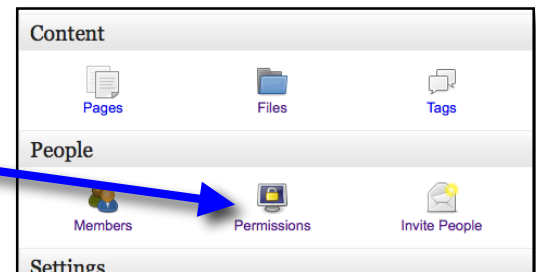 Content
Pages Files Tags
People
Members Permissions Invite People
Settings